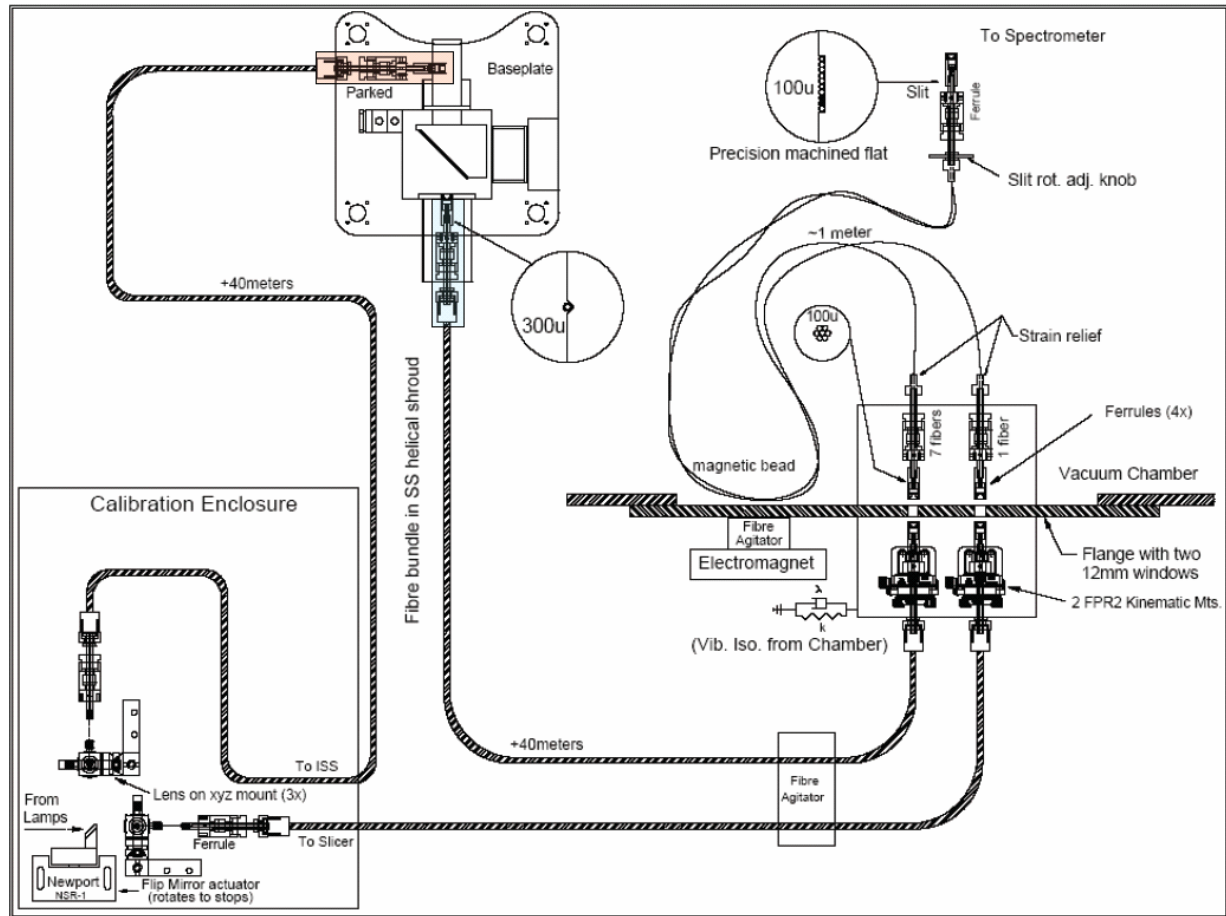 To Spectrometer
Baseplate
Parked
100u
Slit
Ferrule
Precision machined flat
Slit rot. adj. knob
~1 meter
+40meters
300u
100u
Strain relief
Fibre bundle in SS helical shroud
7 fibers
1 fiber
Ferrules (4x)
magnetic bead
Vacuum Chamber
Calibration Enclosure
Fibre
Agitator
Electromagnet
Flange with two
12mm windows
2 FPR2 Kinematic Mts.
λ
k
(Vib. Iso. from Chamber)
+40meters
To ISS
Lens on xyz mount (3x)
Fibre
Agitator
From
Lamps
Ferrule
To Slicer
Newport
NSR-1
Flip Mirror actuator
(rotates to stops)